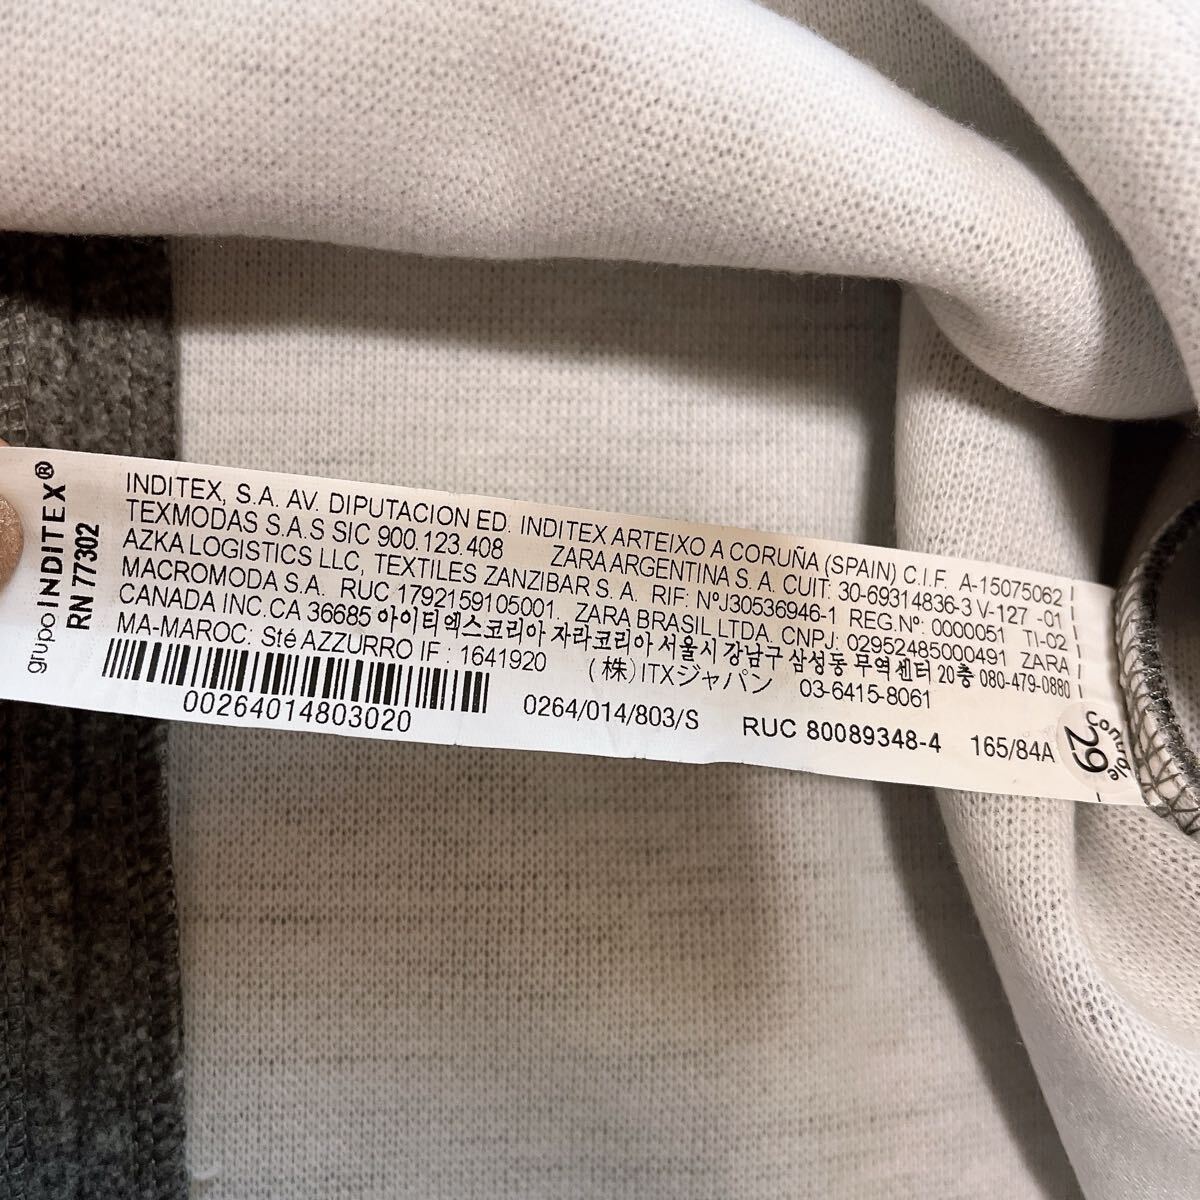 grupo INDITEX®
RN 77302
INDITEX, S.A. AV. DIPUTACION ED. INDITEX ARTEIXO A CORUÑA (SPAIN) C.I.F. A-15075062
TEXMODAS S.A.S SIC 900.123.408 ZARA ARGENTINA S.A. CUIT: 30-69314836-3 V-127 -01
AZKA LOGISTICS LLC, TEXTILES ZANZIBAR S.A. RIF: NºJ30536946-1 REG.Nº: 0000051 TI-02
MACROMODA S.A. RUC 1792159105001, ZARA BRASIL LTDA. CNPJ: 02952485000491 ZARA
CANADA INC.CA 36685 아이티엑스코리아 자라코리아 서울시 강남구 삼성동 무역센터 20층 080-479-0880
MA-MAROC: Sté AZZURRO IF : 1641920 (株)ITXジャパン 03-6415-8061
00264014803020
0264/014/803/S RUC 80089348-4 165/84A
29
Contrôle